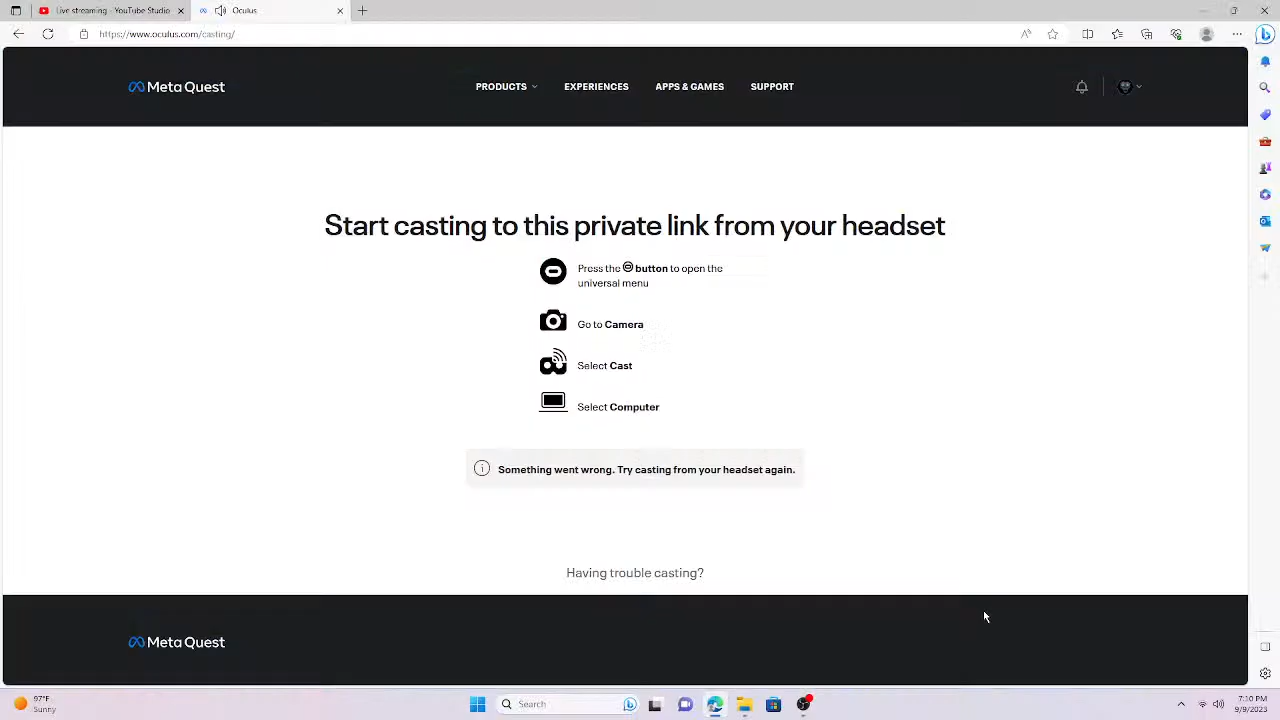 Live streaming - YouTube Studio
Oculus
https://www.oculus.com/casting/
Meta Quest
PRODUCTS
EXPERIENCES
APPS & GAMES
SUPPORT
Start casting to this private link from your headset
Press the button to open the
universal menu
Go to Camera
Select Cast
Select Computer
Something went wrong. Try casting from your headset again.
Having trouble casting?
Meta Quest
97°F
Sunny
Search
7:10 PM
9/9/2023